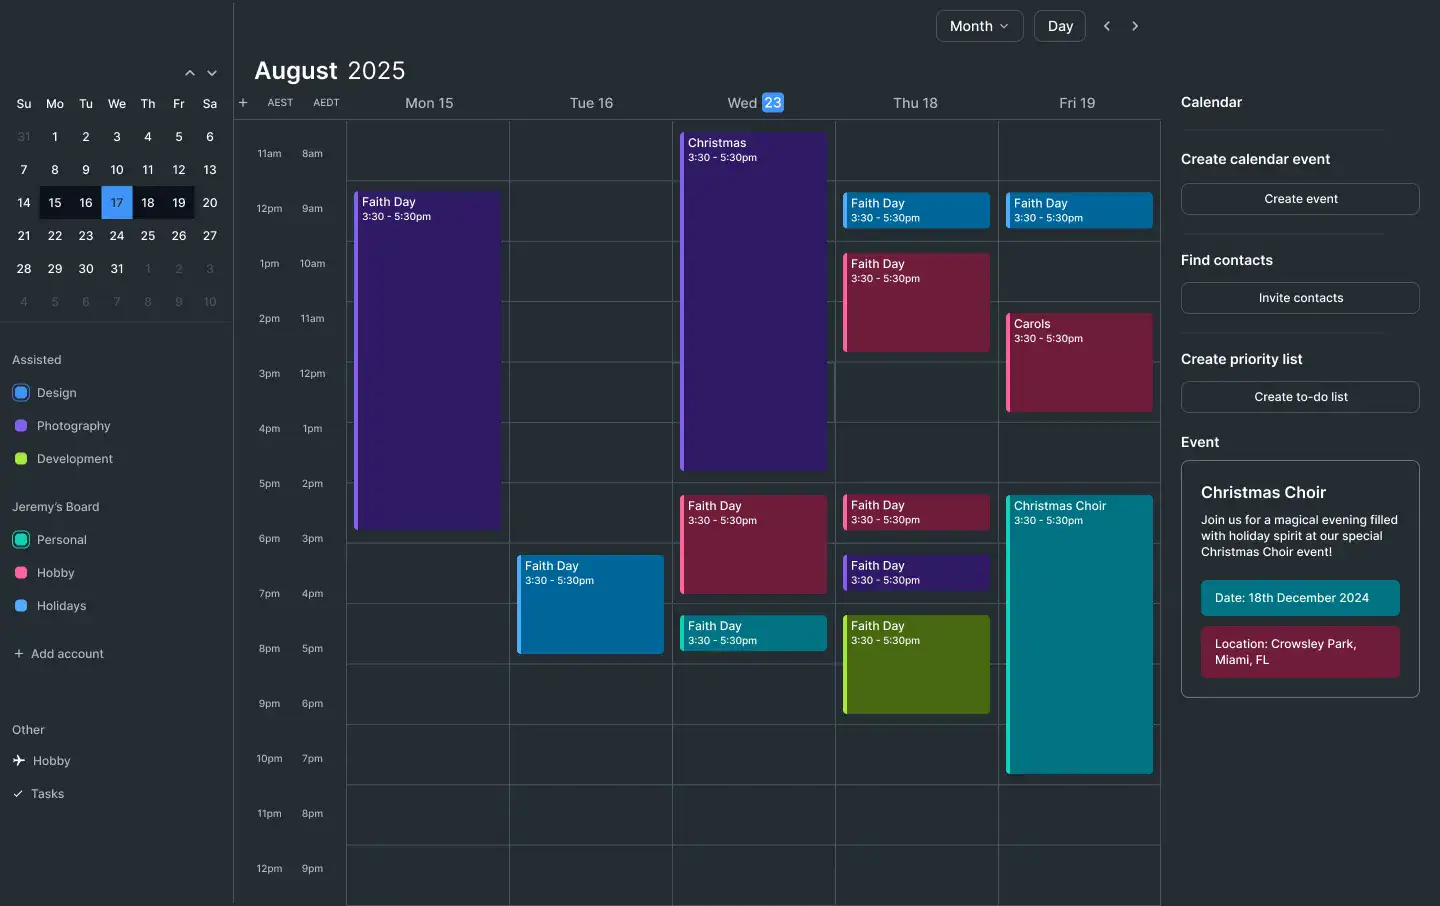 Month
Day
August 2025
Su Mo Tu We Th Fr Sa
31 1 2 3 4 5 6
7 8 9 10 11 12 13
14 15 16 17 18 19 20
21 22 23 24 25 26 27
28 29 30 31 1 2 3
4 5 6 7 8 9 10
Assisted
Design
Photography
Development
Jeremy's Board
Personal
Hobby
Holidays
+ Add account
Other
Hobby
Tasks
+ AEST AEDT Mon 15 Tue 16 Wed 23 Thu 18 Fri 19
11am 8am
12pm 9am
1pm 10am
2pm 11am
3pm 12pm
4pm 1pm
5pm 2pm
6pm 3pm
7pm 4pm
8pm 5pm
9pm 6pm
10pm 7pm
11pm 8pm
12pm 9pm
Faith Day
3:30 - 5:30pm
Faith Day
3:30 - 5:30pm
Christmas
3:30 - 5:30pm
Faith Day
3:30 - 5:30pm
Faith Day
3:30 - 5:30pm
Faith Day
3:30 - 5:30pm
Faith Day
3:30 - 5:30pm
Faith Day
3:30 - 5:30pm
Faith Day
3:30 - 5:30pm
Faith Day
3:30 - 5:30pm
Faith Day
3:30 - 5:30pm
Carols
3:30 - 5:30pm
Christmas Choir
3:30 - 5:30pm
Calendar
Create calendar event
Create event
Find contacts
Invite contacts
Create priority list
Create to-do list
Event
Christmas Choir
Join us for a magical evening filled
with holiday spirit at our special
Christmas Choir event!
Date: 18th December 2024
Location: Crowsley Park,
Miami, FL